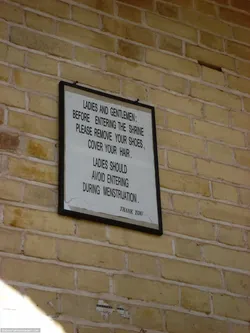 LADIES AND GENTLEMEN:
BEFORE ENTERING THE SHRINE
PLEASE REMOVE YOUR SHOES,
COVER YOUR HAIR.
LADIES SHOULD
AVOID ENTERING
DURING MENSTRUATION.
THANK YOU